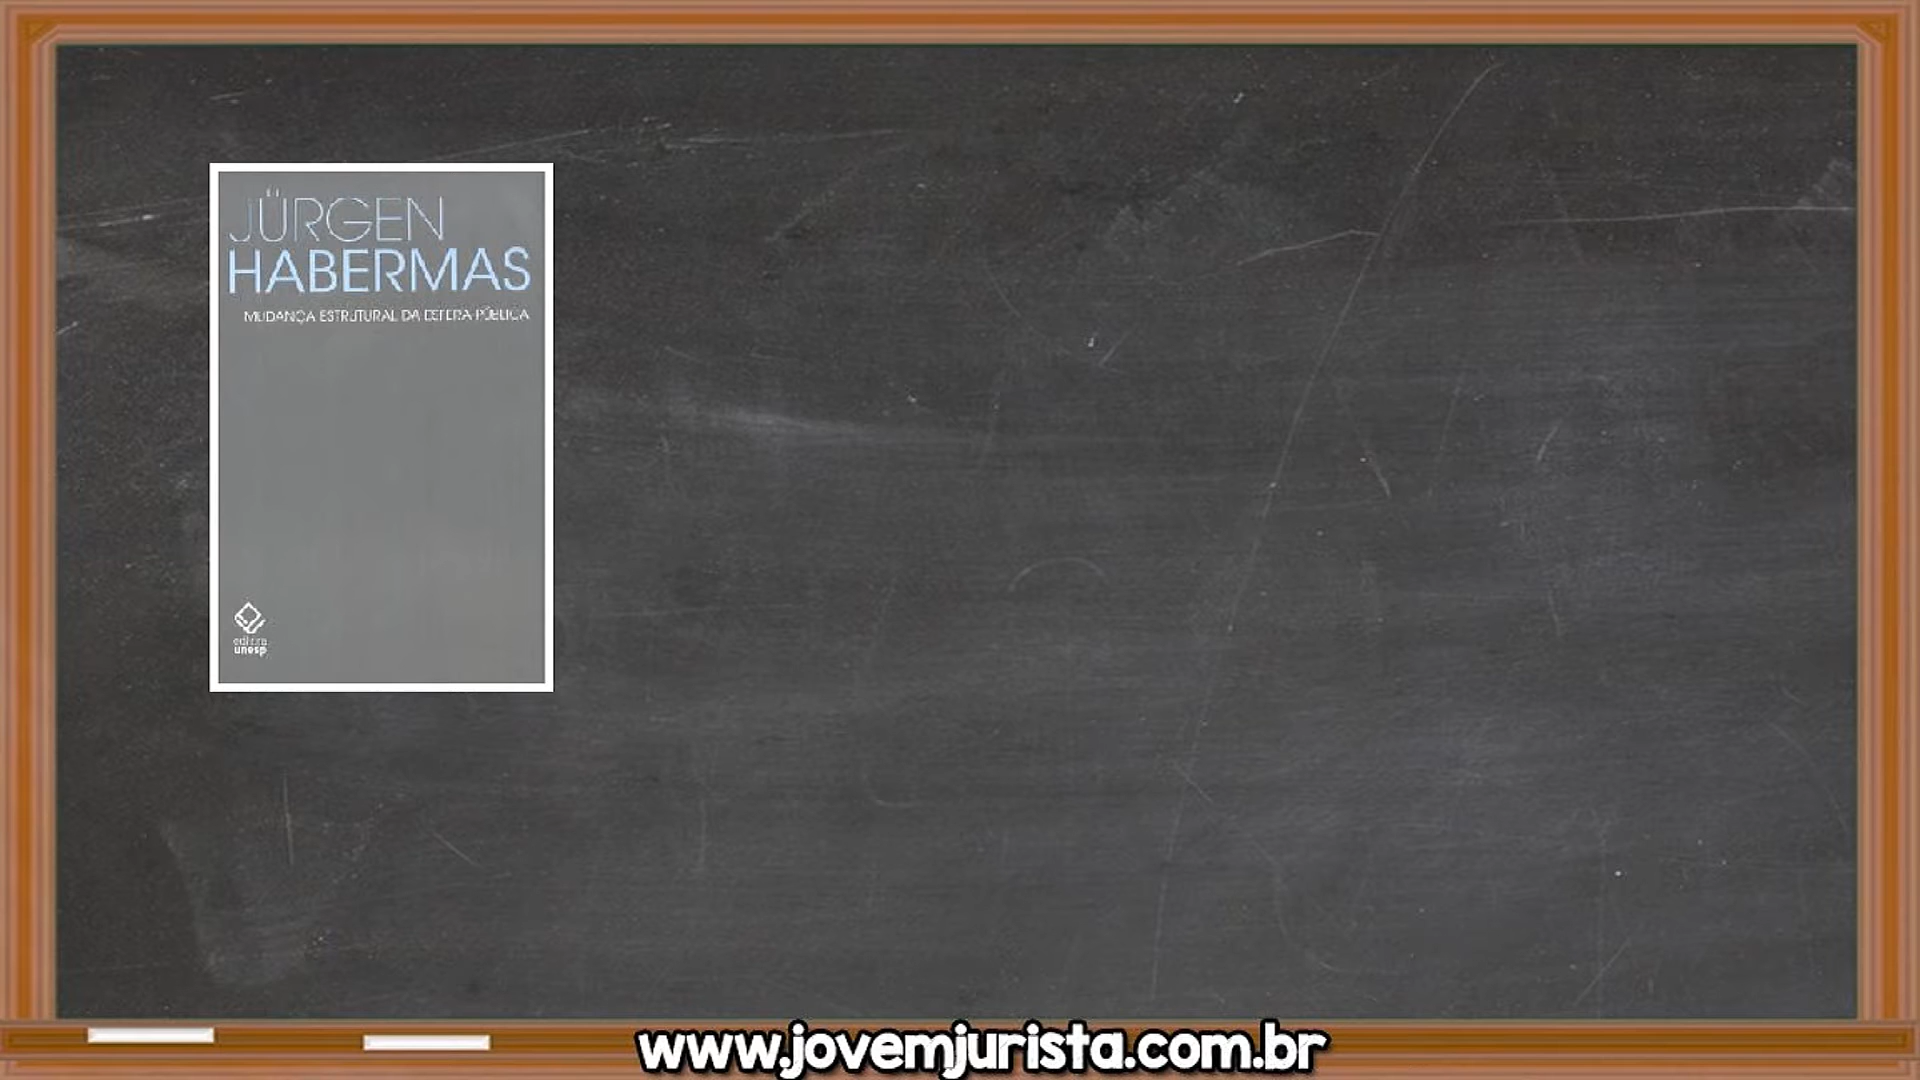 JÜRGEN
HABERMAS
MUDANÇA ESTRUTURAL DA ESFERA PÚBLICA
editora
unesp
www.jovemjurista.com.br